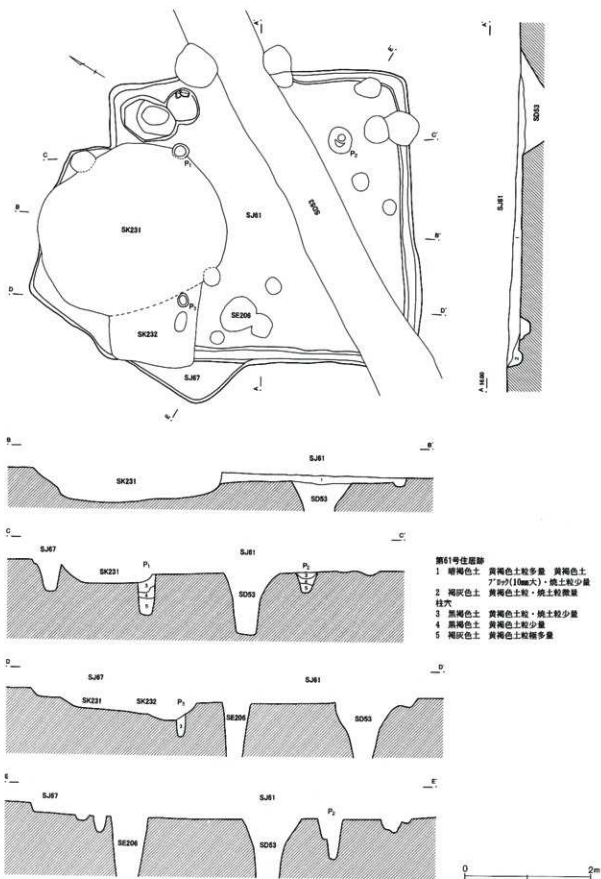 A'
E'
A'
C'
P2
SD53
C
P1
B
SK231
SJ61
SD53
SJ61
B'
D
P3
SE206
D'
SK232
SJ67
A
E
A 16.60
B
SJ61
B'
SK231
SD53
C
SJ67
P1
SJ61
C'
SK231
P2
SD53
D
SJ67
SJ61
D'
SK231
SK232
P3
SE206
SD53
E
SJ67
SJ61
E'
P2
SE206
SD53
第61号住居跡
1 暗褐色土 黄褐色土粒多量 黄褐色土
ブロック(10mm大)・焼土粒少量
2 褐灰色土 黄褐色土粒・焼土粒微量
柱穴
3 黒褐色土 黄褐色土粒・焼土粒少量
4 黒褐色土 黄褐色土粒少量
5 褐灰色土 黄褐色土粒極多量
0 2m